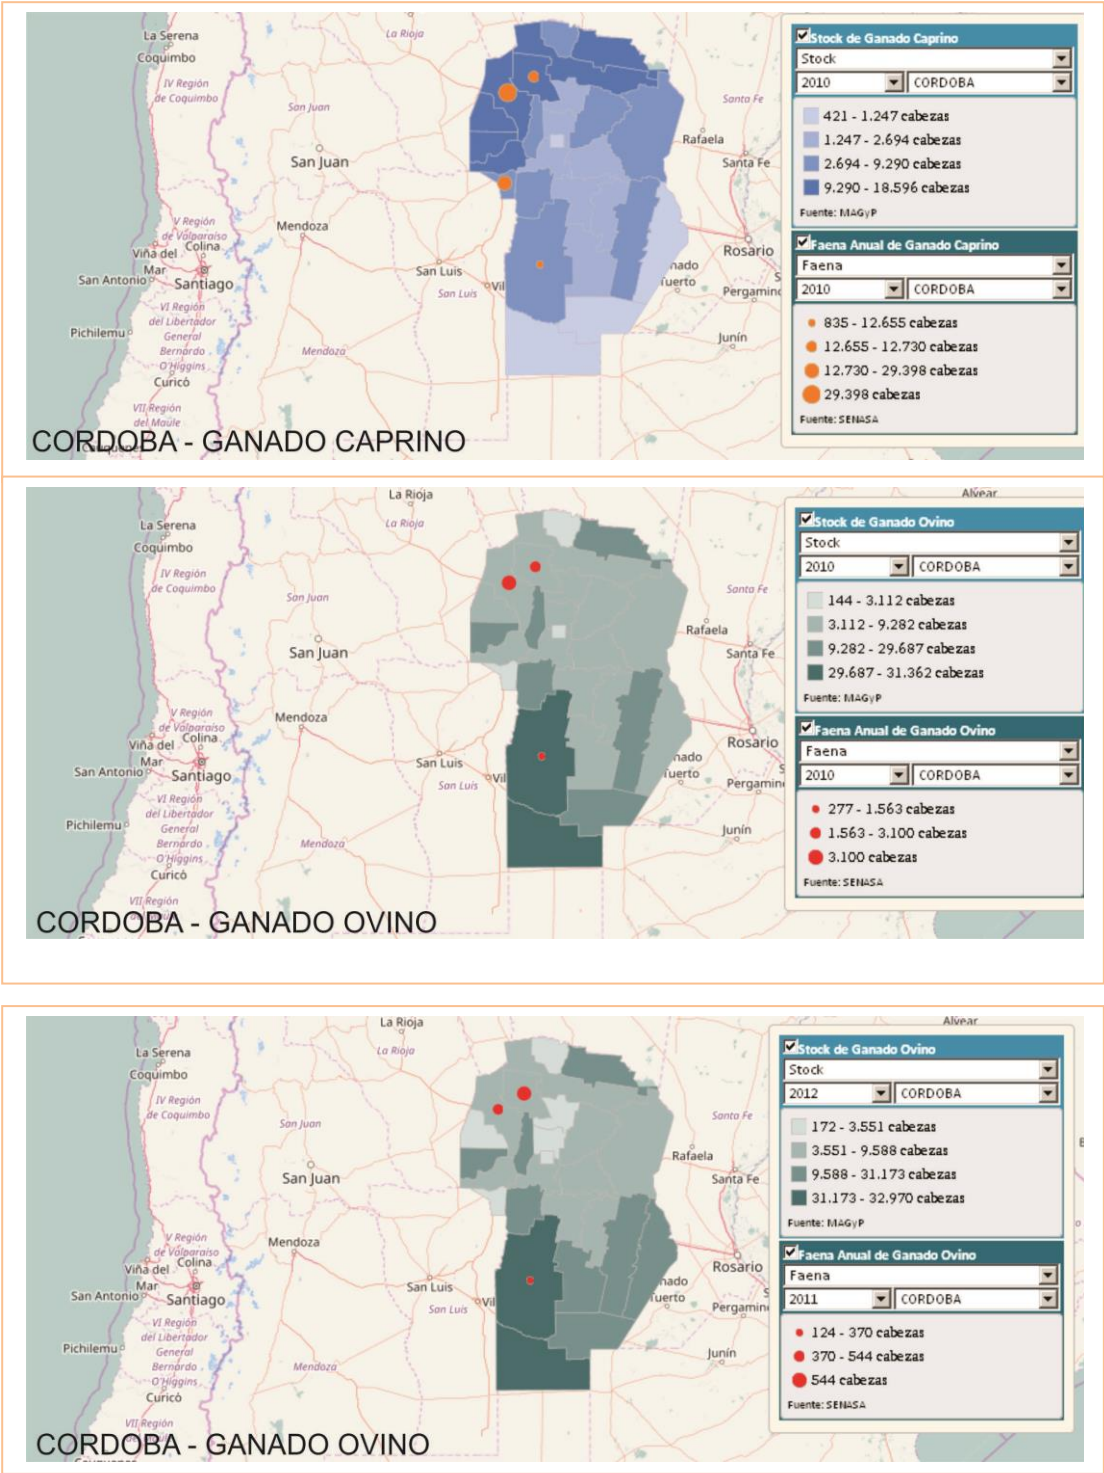 La Serena
Coquimbo
IV Región
de Coquimbo
La Rioja
San Juan
San Juan
Santa Fe
Rafaela
Santa Fe
V Región
de Valparaíso
Viña del
Mar
Colina
San Antonio
Santiago
Mendoza
San Luis
San Luis
Vil
nado
Tuerto
Rosario
Pergamino
Junín
VI Región
del Libertador
General
Bernardo
O'Higgins
Pichilemu
Curicó
Mendoza
VII Región
del Maule
CORDOBA - GANADO CAPRINO
Stock de Ganado Caprino
Stock
2010 CORDOBA
421 - 1.247 cabezas
1.247 - 2.694 cabezas
2.694 - 9.290 cabezas
9.290 - 18.596 cabezas
Fuente: MAGyP
Faena Anual de Ganado Caprino
Faena
2010 CORDOBA
835 - 12.655 cabezas
12.655 - 12.730 cabezas
12.730 - 29.398 cabezas
29.398 cabezas
Fuente: SENASA
La Rioja
Alvear
La Serena
Coquimbo
La Rioja
IV Región
de Coquimbo
San Juan
San Juan
Santa Fe
Rafaela
Santa Fe
V Región
de Valparaíso
Viña del
Mar
Colina
San Antonio
Santiago
Mendoza
San Luis
San Luis
Vil
nado
Tuerto
Rosario
Pergamin
Junín
VI Región
del Libertador
General
Bernardo
O'Higgins
Pichilemu
Curicó
Mendoza
VII Región
CORDOBA - GANADO OVINO
Stock de Ganado Ovino
Stock
2010 CORDOBA
144 - 3.112 cabezas
3.112 - 9.282 cabezas
9.282 - 29.687 cabezas
29.687 - 31.362 cabezas
Fuente: MAGyP
Faena Anual de Ganado Ovino
Faena
2010 CORDOBA
277 - 1.563 cabezas
1.563 - 3.100 cabezas
3.100 cabezas
Fuente: SENASA
La Rioja
Alvear
La Serena
Coquimbo
La Rioja
IV Región
de Coquimbo
San Juan
San Juan
Santa Fe
Rafaela
Santa Fe
V Región
de Valparaíso
Viña del
Mar
Colina
San Antonio
Santiago
Mendoza
San Luis
San Luis
Vil
nado
Tuerto
Rosario
Pergamin
Junín
VI Región
del Libertador
General
Bernardo
O'Higgins
Pichilemu
Curicó
Mendoza
VII Región
CORDOBA - GANADO OVINO
Stock de Ganado Ovino
Stock
2012 CORDOBA
172 - 3.551 cabezas
3.551 - 9.588 cabezas
9.588 - 31.173 cabezas
31.173 - 32.970 cabezas
Fuente: MAGyP
Faena Anual de Ganado Ovino
Faena
2011 CORDOBA
124 - 370 cabezas
370 - 544 cabezas
544 cabezas
Fuente: SENASA